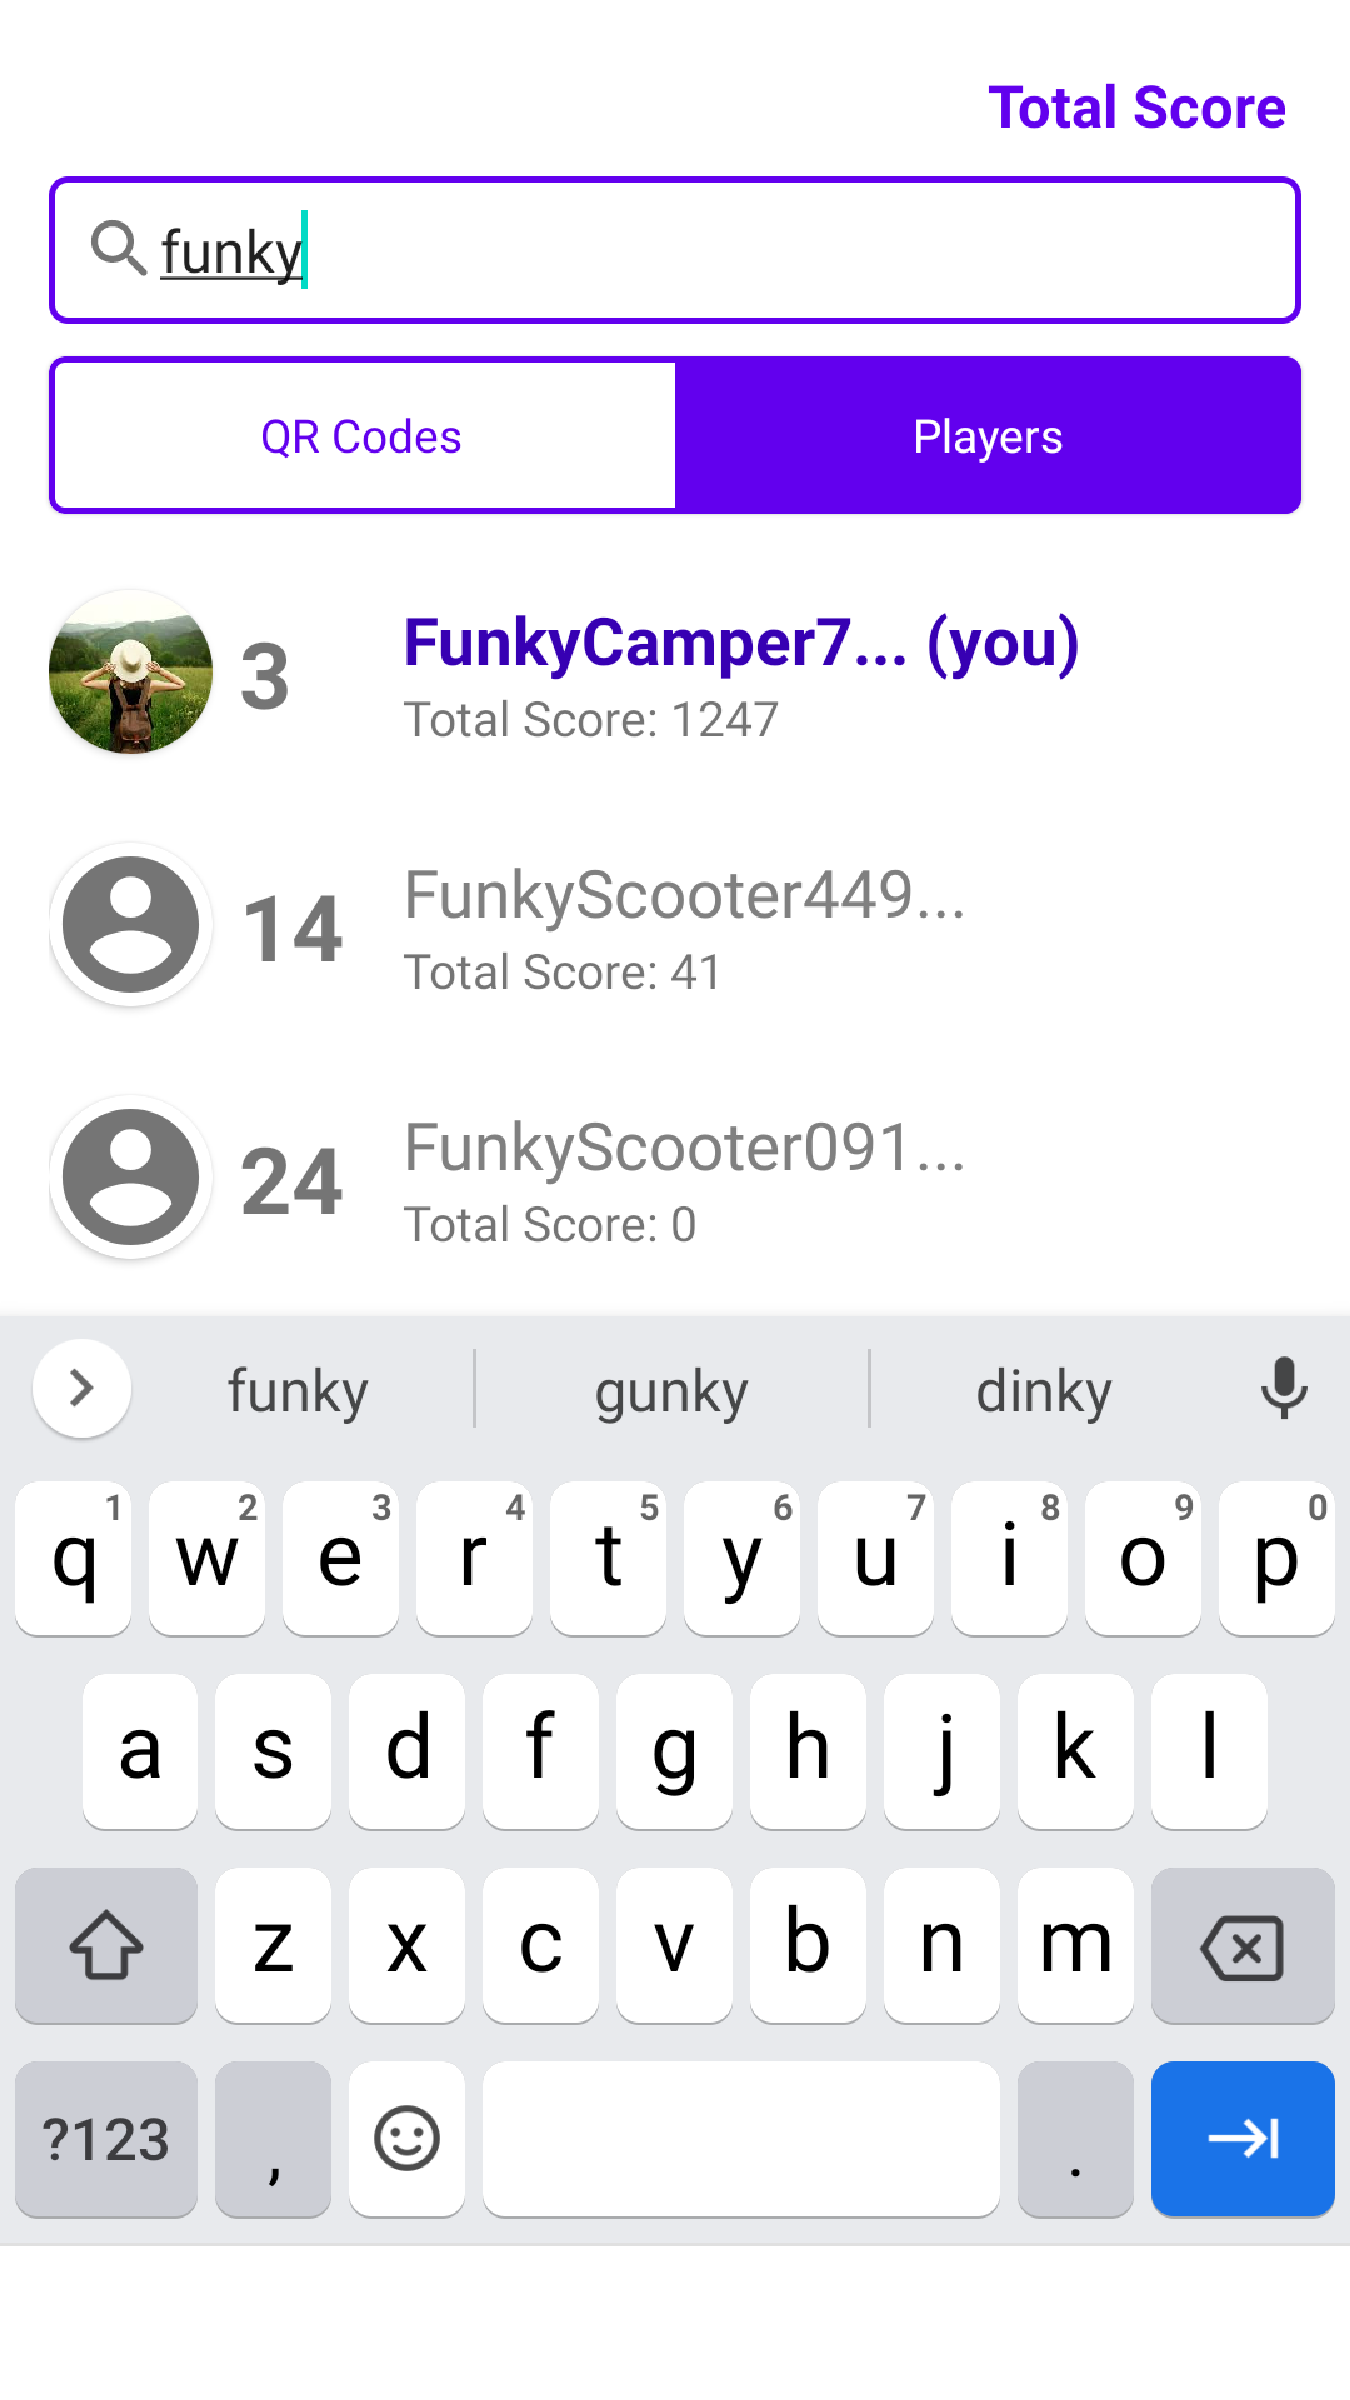 Total Score
funky
QR Codes Players
3 FunkyCamper7... (you)
Total Score: 1247
14 FunkyScooter449...
Total Score: 41
24 FunkyScooter091...
Total Score: 0
funky gunky dinky
1 2 3 4 5 6 7 8 9 0
q w e r t y u i o p
a s d f g h j k l
z x c v b n m
?123 , .